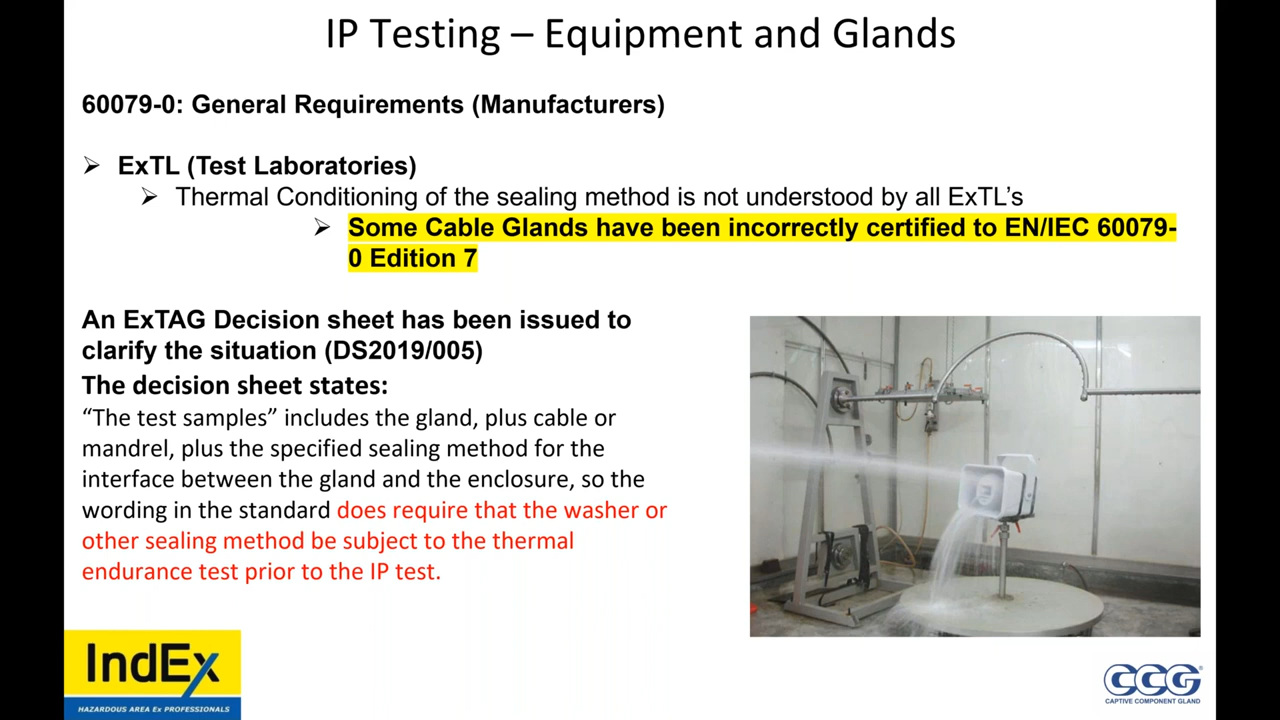 IP Testing – Equipment and Glands
60079-0: General Requirements (Manufacturers)
ExTL (Test Laboratories)
Thermal Conditioning of the sealing method is not understood by all ExTL’s
Some Cable Glands have been incorrectly certified to EN/IEC 60079-
0 Edition 7
An ExTAG Decision sheet has been issued to
clarify the situation (DS2019/005)
The decision sheet states:
“The test samples” includes the gland, plus cable or
mandrel, plus the specified sealing method for the
interface between the gland and the enclosure, so the
wording in the standard does require that the washer or
other sealing method be subject to the thermal
endurance test prior to the IP test.
IndEx
HAZARDOUS AREA Ex PROFESSIONALS
CCG®
CAPTIVE COMPONENT GLAND